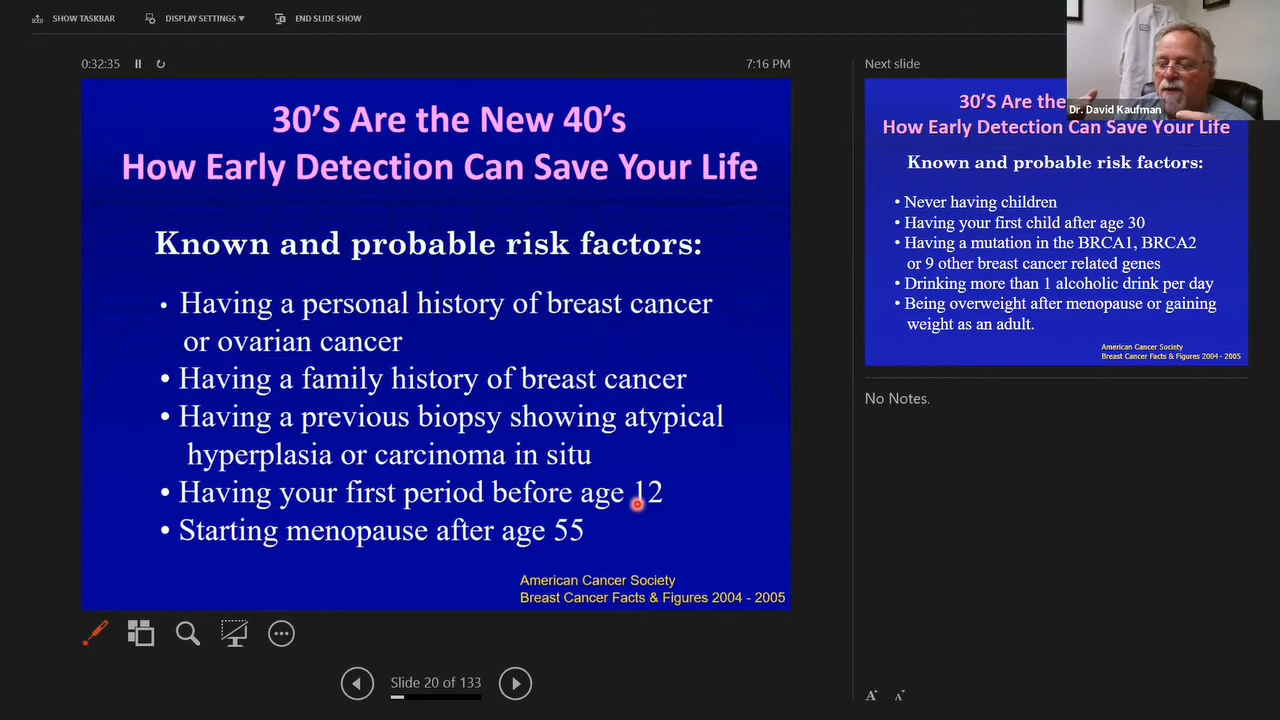 SHOW TASKBAR
DISPLAY SETTINGS ▼
END SLIDE SHOW
0:32:35
7:16 PM
30’S Are the New 40’s
How Early Detection Can Save Your Life
Known and probable risk factors:
• Having a personal history of breast cancer
or ovarian cancer
• Having a family history of breast cancer
• Having a previous biopsy showing atypical
hyperplasia or carcinoma in situ
• Having your first period before age 12
• Starting menopause after age 55
American Cancer Society
Breast Cancer Facts & Figures 2004 - 2005
Slide 20 of 133
Next slide
Dr. David Kaufman
30’S Are the
How Early Detection Can Save Your Life
Known and probable risk factors:
• Never having children
• Having your first child after age 30
• Having a mutation in the BRCA1, BRCA2
or 9 other breast cancer related genes
• Drinking more than 1 alcoholic drink per day
• Being overweight after menopause or gaining
weight as an adult.
American Cancer Society
Breast Cancer Facts & Figures 2004 - 2005
No Notes.
A A